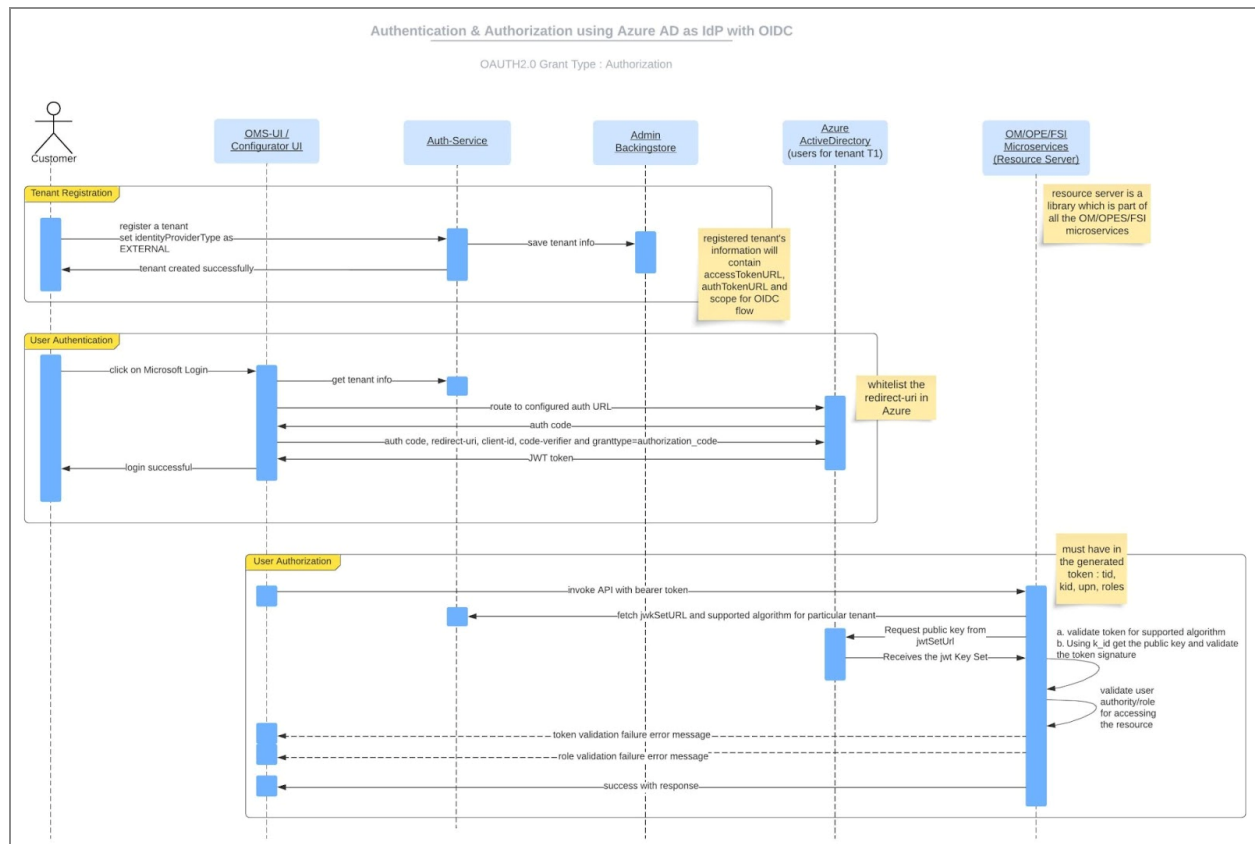 Authentication & Authorization using Azure AD as IdP with OIDC
OAUTH2.0 Grant Type : Authorization
Customer
OMS-UI /
Configurator UI
Auth-Service
Admin
Backingstore
Azure
ActiveDirectory
(users for tenant T1)
OM/OPE/FSI
Microservices
(Resource Server)
resource server is a
library which is part of
all the OM/OPES/FSI
microservices
Tenant Registration
register a tenant
set identityProviderType as
EXTERNAL
save tenant info
tenant created successfully
registered tenant's
information will
contain
accessTokenURL,
authTokenURL and
scope for OIDC
flow
User Authentication
click on Microsoft Login
get tenant info
route to configured auth URL
auth code
auth code, redirect-uri, client-id, code-verifier and granttype=authorization_code
JWT token
login successful
whitelist the
redirect-uri in
Azure
User Authorization
must have in
the generated
token : tid,
kid, upn, roles
invoke API with bearer token
fetch jwkSetURL and supported algorithm for particular tenant
Request public key from
jwtSetUrl
Receives the jwt Key Set
a. validate token for supported algorithm
b. Using k_id get the public key and validate
the token signature
validate user
authority/role
for accessing
the resource
token validation failure error message
role validation failure error message
success with response